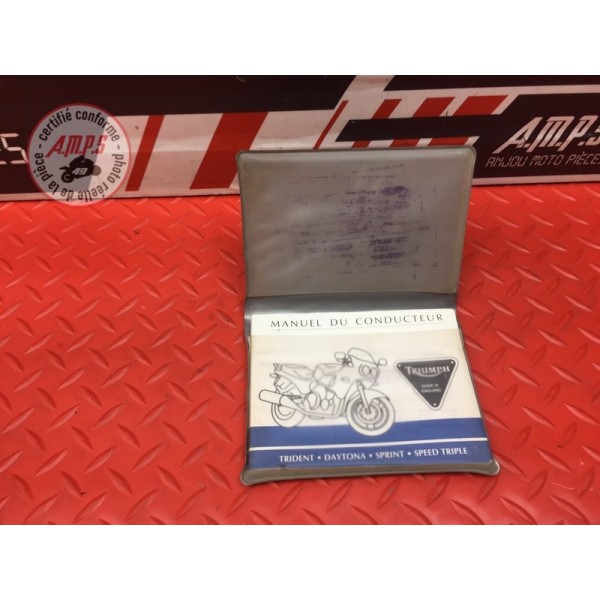 - certifié conforme -
A.M.P.S
49
photo réelle de la pièce
A.M.P.S
ANJOU MOTO PIÈCES
MANUEL DU CONDUCTEUR
TRIUMPH
MADE IN
ENGLAND
TRIDENT • DAYTONA • SPRINT • SPEED TRIPLE